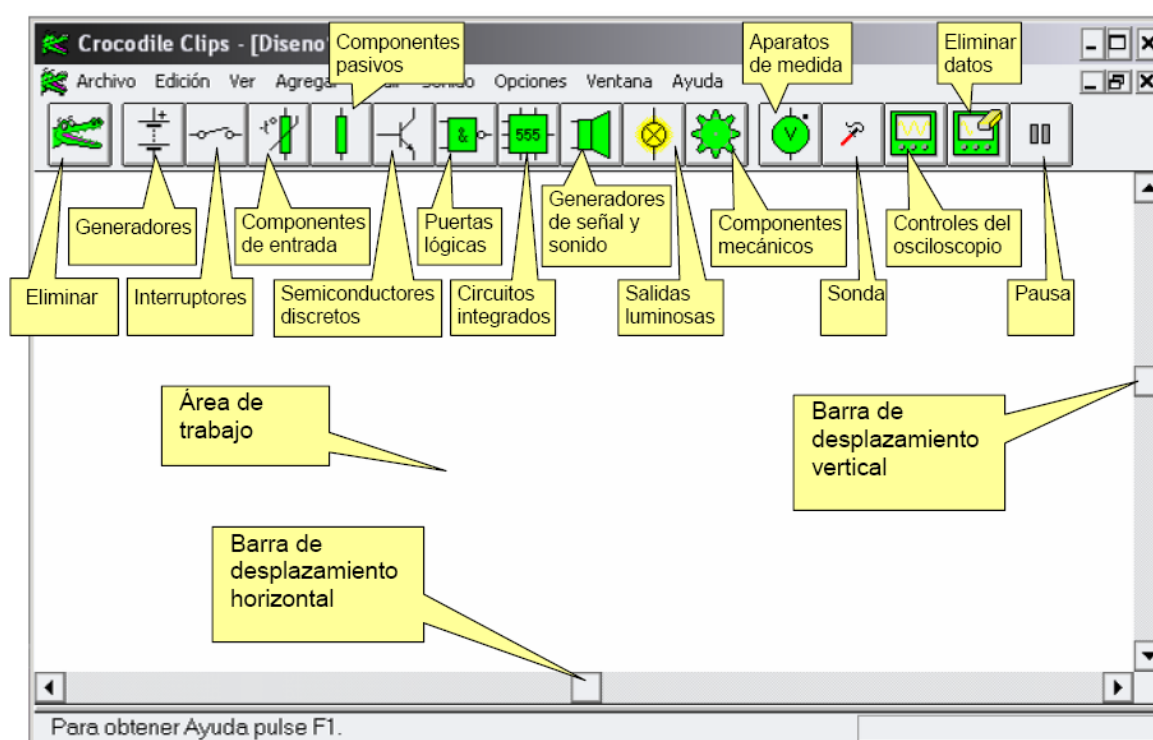 Crocodile Clips - [Diseno
Componentes
pasivos
Aparatos
de medida
Eliminar
datos
Archivo Edición Ver Agregar Opciones Ventana Ayuda
&
555
V
Generadores
Componentes
de entrada
Puertas
lógicas
Generadores
de señal y
sonido
Componentes
mecánicos
Controles del
osciloscopio
Eliminar
Interruptores
Semiconductores
discretos
Circuitos
integrados
Salidas
luminosas
Sonda
Pausa
Área de
trabajo
Barra de
desplazamiento
vertical
Barra de
desplazamiento
horizontal
Para obtener Ayuda pulse F1.